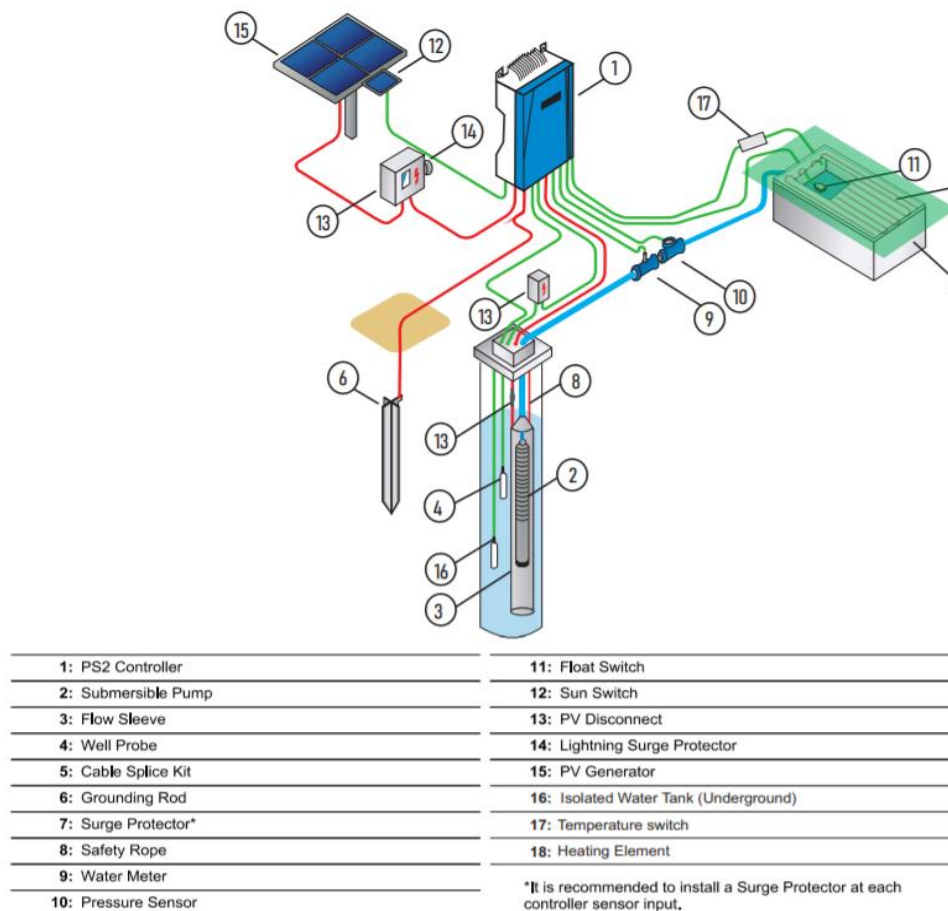 15
12
1
14
17
11
13
13
10
9
6
8
13
2
4
16
3
1: PS2 Controller
2: Submersible Pump
3: Flow Sleeve
4: Well Probe
5: Cable Splice Kit
6: Grounding Rod
7: Surge Protector*
8: Safety Rope
9: Water Meter
10: Pressure Sensor
11: Float Switch
12: Sun Switch
13: PV Disconnect
14: Lightning Surge Protector
15: PV Generator
16: Isolated Water Tank (Underground)
17: Temperature switch
18: Heating Element
*It is recommended to install a Surge Protector at each
controller sensor input.